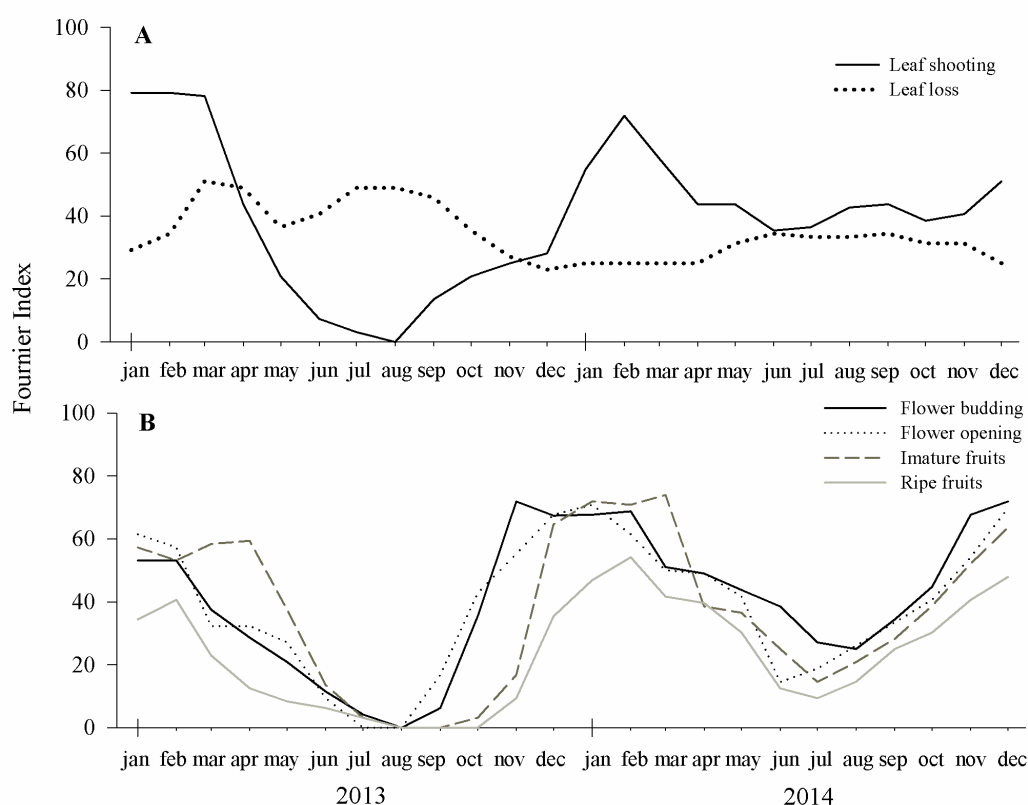 100
A
Leaf shooting
Leaf loss
80
60
40
20
0
jan feb mar apr may jun jul aug sep oct nov dec jan feb mar apr may jun jul aug sep oct nov dec
Fournier Index
100
B
Flower budding
Flower opening
Imature fruits
Ripe fruits
80
60
40
20
0
jan feb mar apr may jun jul aug sep oct nov dec jan feb mar apr may jun jul aug sep oct nov dec
2013 2014